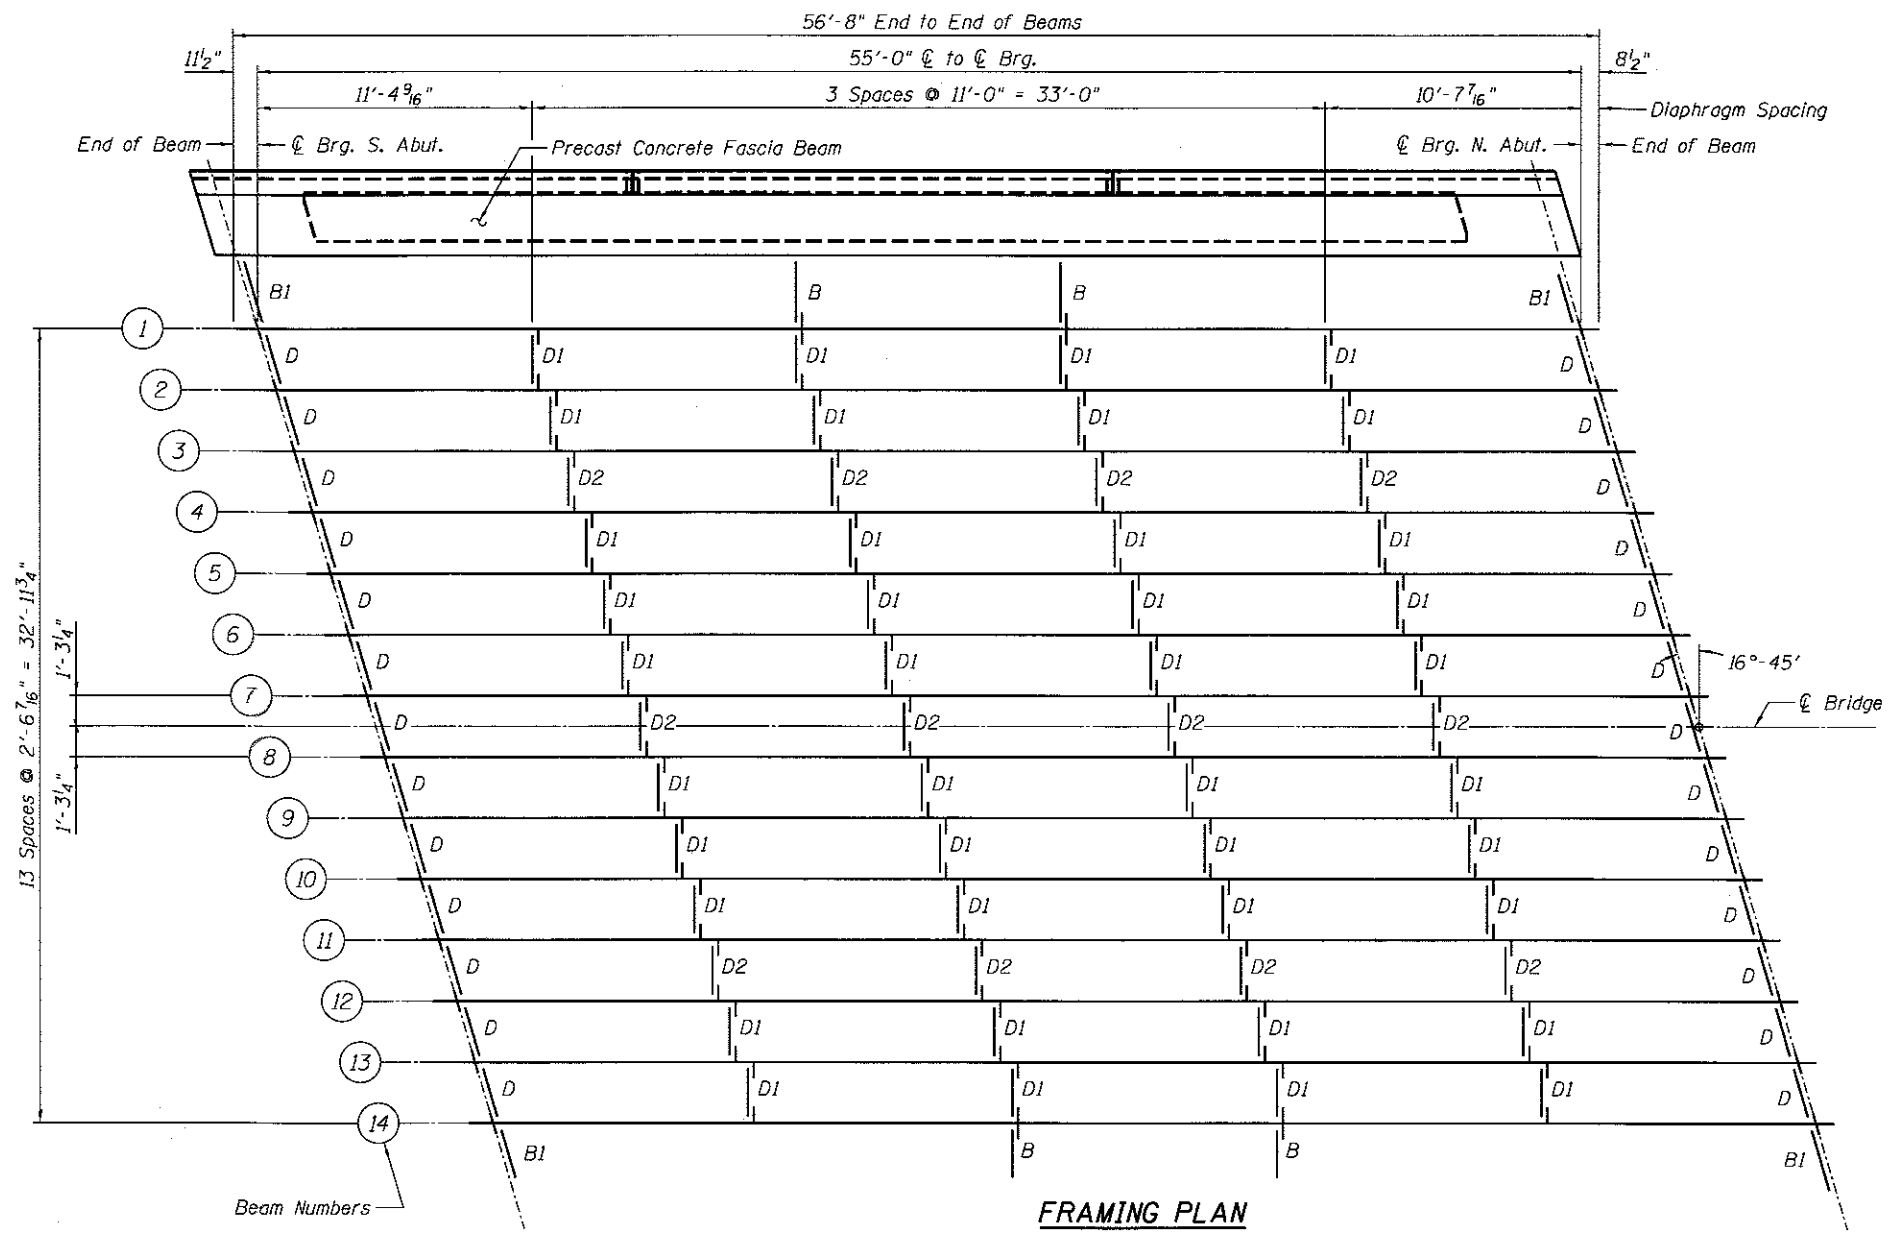 56'-8" End to End of Beams
11½" 55'-0" ℄ to ℄ Brg. 8½"
11'-4 9/16" 3 Spaces @ 11'-0" = 33'-0" 10'-7 7/16"
Diaphragm Spacing
End of Beam ℄ Brg. S. Abut. Precast Concrete Fascia Beam ℄ Brg. N. Abut. End of Beam
B1 B B B1
1
D D1 D1 D1 D1 D
2
D D1 D1 D1 D1 D
3
D D2 D2 D2 D2 D
4
D D1 D1 D1 D1 D
5
D D1 D1 D1 D1 D
6
D D1 D1 D1 D1 D 16°-45'
7
℄ Bridge
D D2 D2 D2 D2 D
8
D D1 D1 D1 D1 D
9
D D1 D1 D1 D1 D
10
D D1 D1 D1 D1 D
11
D D2 D2 D2 D2 D
12
D D1 D1 D1 D1 D
13
D D1 D1 D1 D1 D
14
B1 B B B1
13 Spaces @ 2'-6 7/16" = 32'-11¾"
1'-3¼"
1'-3¼"
Beam Numbers
FRAMING PLAN